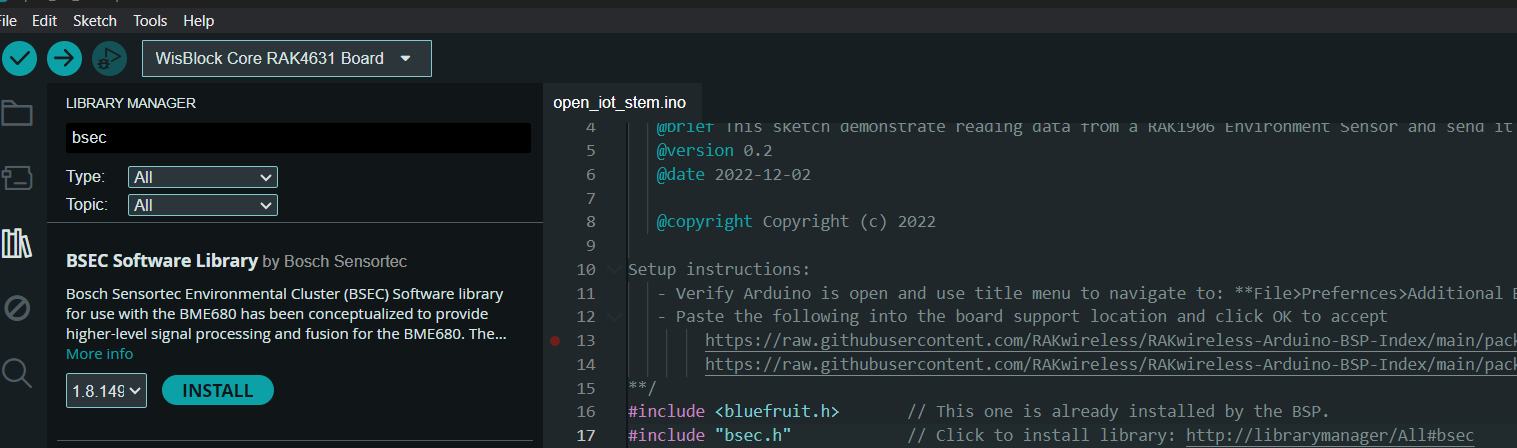 File Edit Sketch Tools Help
WisBlock Core RAK4631 Board
LIBRARY MANAGER
bsec
Type: All
Topic: All
BSEC Software Library by Bosch Sensortec
Bosch Sensortec Environmental Cluster (BSEC) Software library
for use with the BME680 has been conceptualized to provide
higher-level signal processing and fusion for the BME680. The...
More info
1.8.149
INSTALL
open_iot_stem.ino
4 @brief This sketch demonstrate reading data from a RAK1906 Environment Sensor and send it
5 @version 0.2
6 @date 2022-12-02
7
8 @copyright Copyright (c) 2022
9
10 Setup instructions:
11 - Verify Arduino is open and use title menu to navigate to: **File>Prefernces>Additional
12 - Paste the following into the board support location and click OK to accept
13 https://raw.githubusercontent.com/RAKwireless/RAKwireless-Arduino-BSP-Index/main/pack
14 https://raw.githubusercontent.com/RAKwireless/RAKwireless-Arduino-BSP-Index/main/pack
15 **/
16 #include <bluefruit.h> // This one is already installed by the BSP.
17 #include "bsec.h" // Click to install library: http://librarymanager/All#bsec